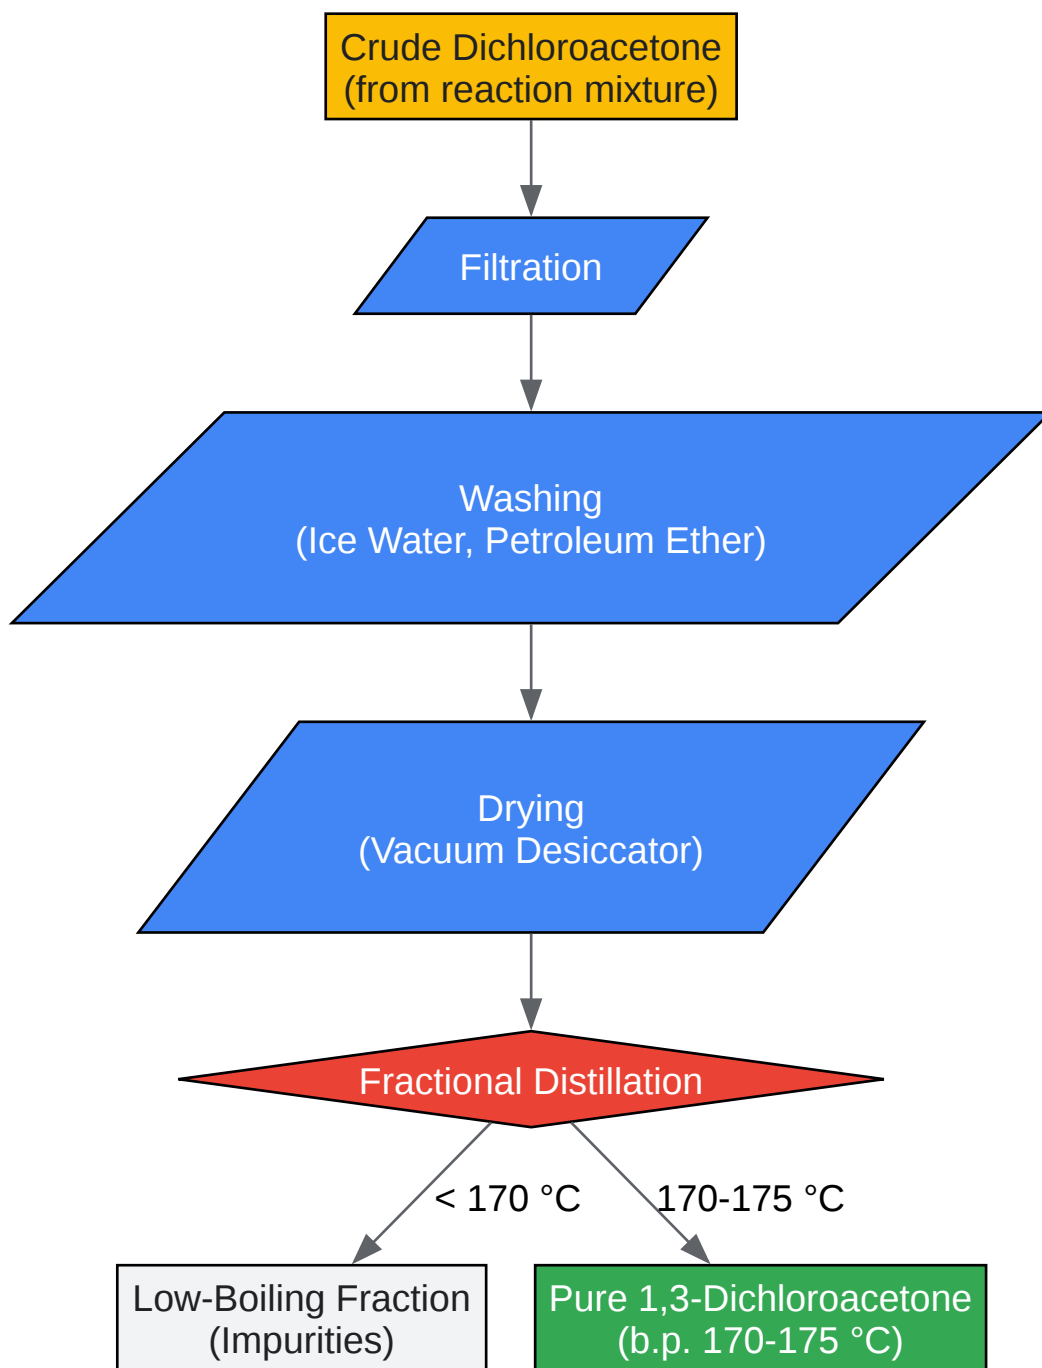 Crude Dichloroacetone
(from reaction mixture)
Filtration
Washing
(Ice Water, Petroleum Ether)
Drying
(Vacuum Desiccator)
Fractional Distillation
< 170 °C
170-175 °C
Low-Boiling Fraction
(Impurities)
Pure 1,3-Dichloroacetone
(b.p. 170-175 °C)